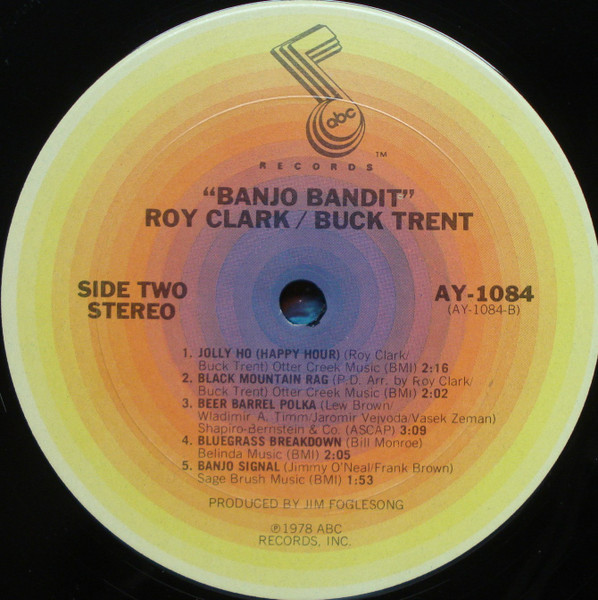 abc
RECORDS ™
"BANJO BANDIT"
ROY CLARK / BUCK TRENT
SIDE TWO
STEREO
AY-1084
(AY-1084-B)
1. JOLLY HO (HAPPY HOUR) (Roy Clark/
Buck Trent) Otter Creek Music (BMI) 2:16
2. BLACK MOUNTAIN RAG (P.D. Arr. by Roy Clark/
Buck Trent) Otter Creek Music (BMI) 2:02
3. BEER BARREL POLKA (Lew Brown/
Wladimir A. Timm/Jaromir Vejvoda/Vasek Zeman)
Shapiro-Bernstein & Co. (ASCAP) 3:09
4. BLUEGRASS BREAKDOWN (Bill Monroe)
Belinda Music (BMI) 2:05
5. BANJO SIGNAL (Jimmy O'Neal/Frank Brown)
Sage Brush Music (BMI) 1:53
PRODUCED BY JIM FOGLESONG
℗1978 ABC
RECORDS, INC.